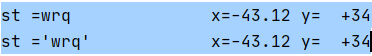 st =wrq              x=-43.12 y=  +34
st ='wrq'            x=-43.12 y=  +34